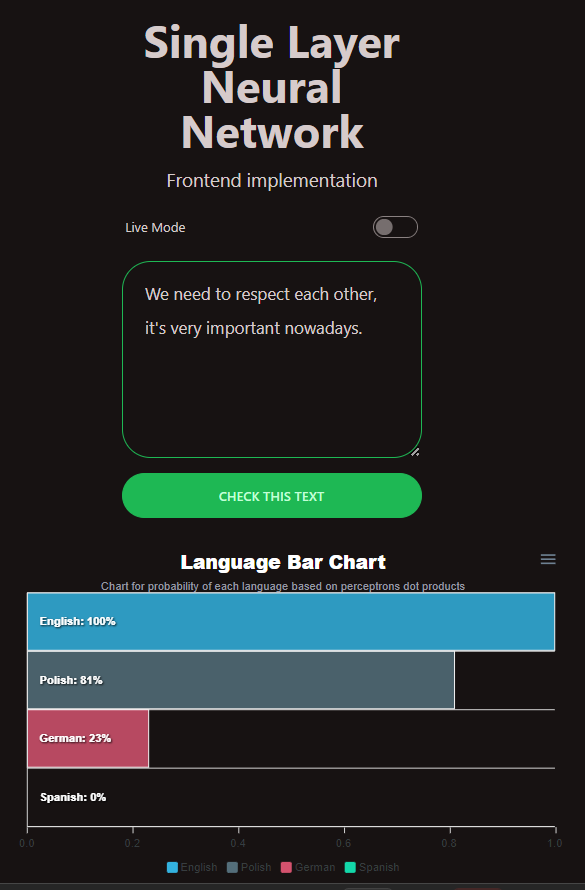 Single Layer
Neural
Network
Frontend implementation
Live Mode
We need to respect each other,
it's very important nowadays.
CHECK THIS TEXT
Language Bar Chart
Chart for probability of each language based on perceptrons dot products
English: 100%
Polish: 81%
German: 23%
Spanish: 0%
0.0 0.2 0.4 0.6 0.8 1.0
English Polish German Spanish